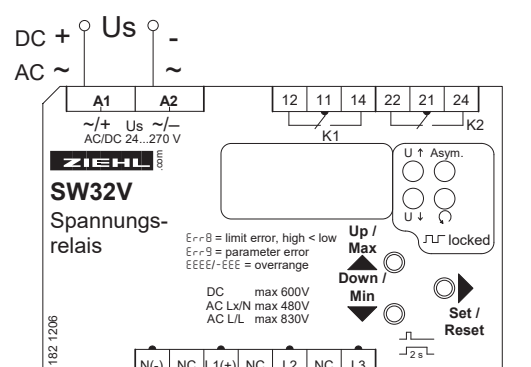 DC + Us -
AC ~ ~
A1 A2
~/+ Us ~/–
AC/DC 24...270 V
12 11 14 22 21 24
K1 K2
ZIEHL
SW32V
Spannungs-
relais
U ↑ Asym.
U ↓
locked
Err8 = limit error, high < low
Err9 = parameter error
EEEE/-EEE = overrange
DC max 600V
AC Lx/N max 480V
AC L/L max 830V
Up /
Max
Down /
Min
Set /
Reset
2 s
182 1206
N(-) NC L1(+) NC L2 NC L3